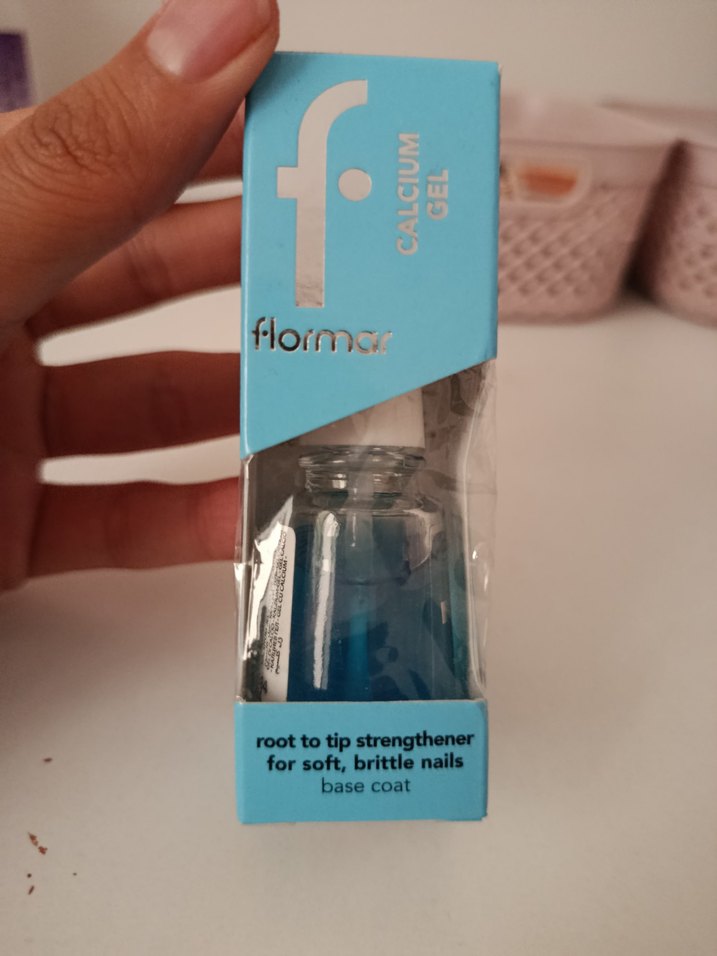 CALCIUM
GEL
flormar
root to tip strengthener
for soft, brittle nails
base coat